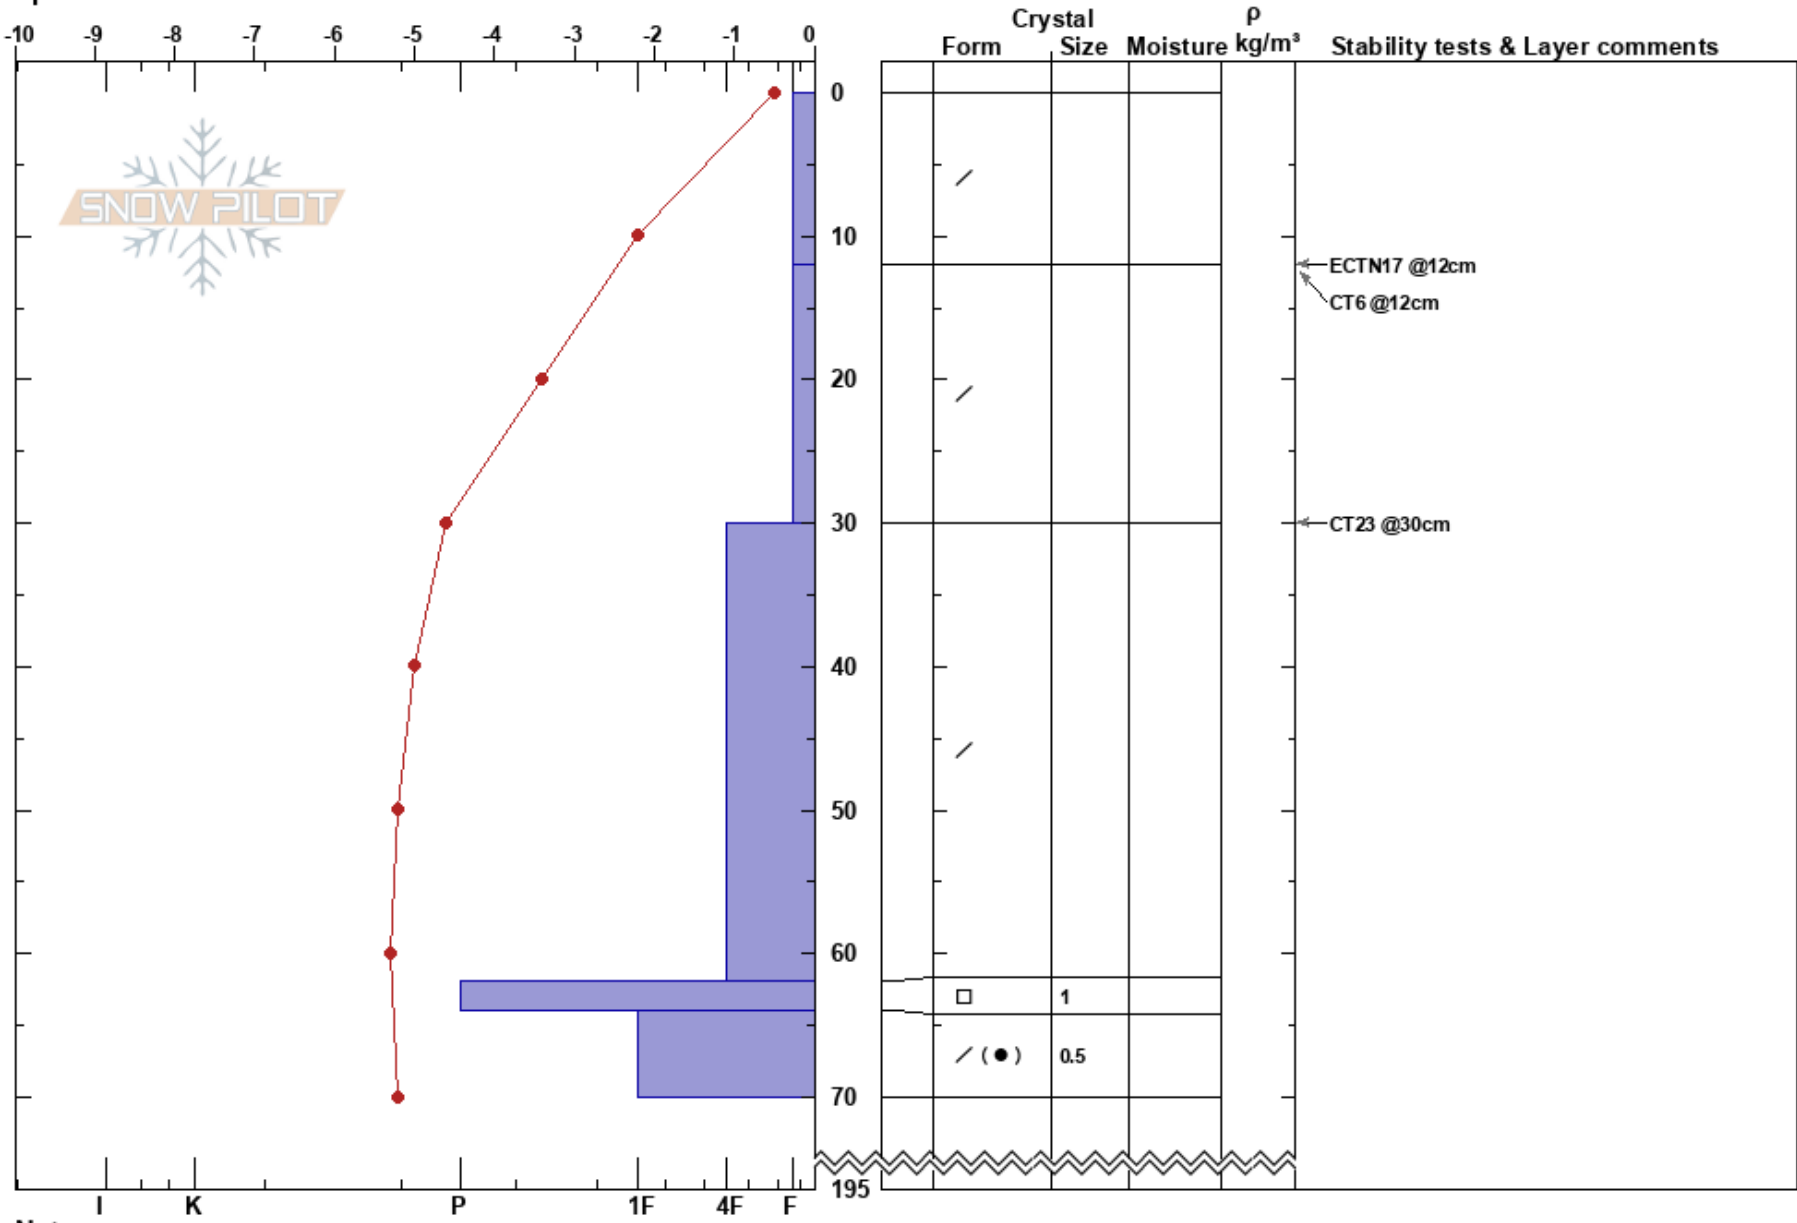 -10 -9 -8 -7 -6 -5 -4 -3 -2 -1 0
Crystal
ρ
Form Size Moisture kg/m³ Stability tests & Layer comments
0
SNOW PILOT
10
ECTN17 @12cm
CT6 @12cm
20
30
CT23 @30cm
40
50
60
1
0.5
70
195
I K P 1F 4F F